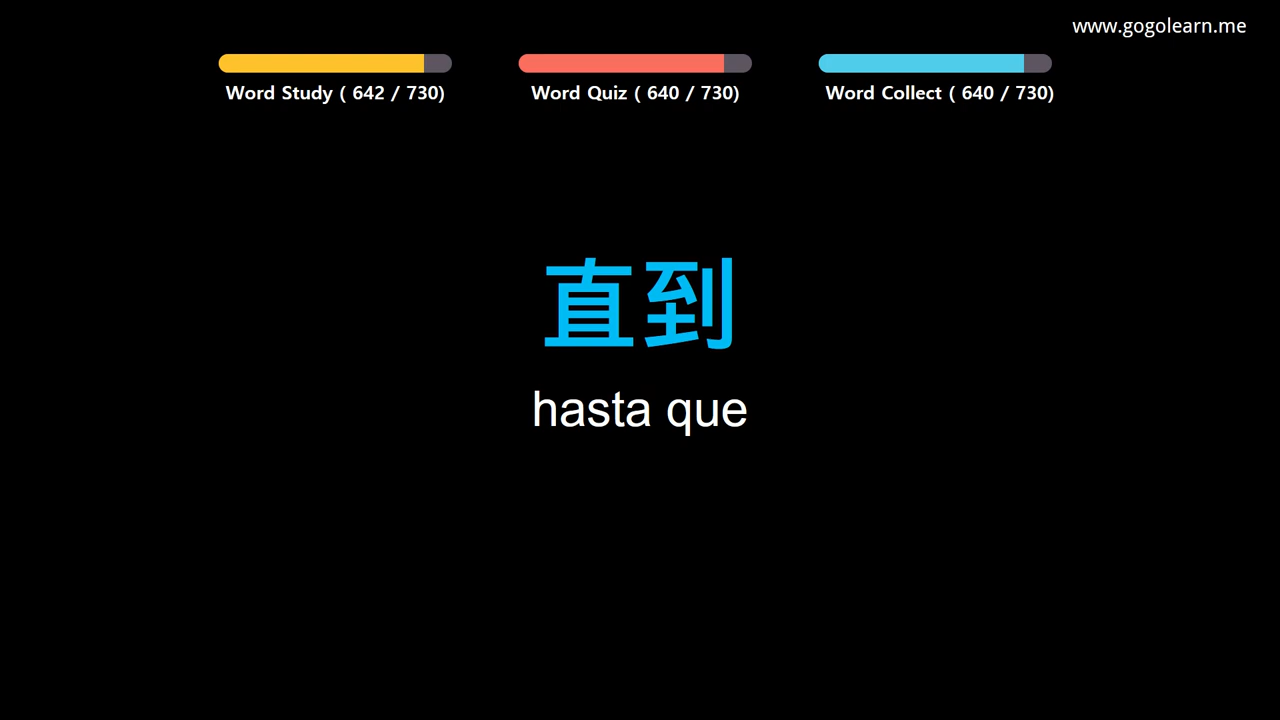 www.gogolearn.me
Word Study ( 642 / 730)
Word Quiz ( 640 / 730)
Word Collect ( 640 / 730)
直到
hasta que